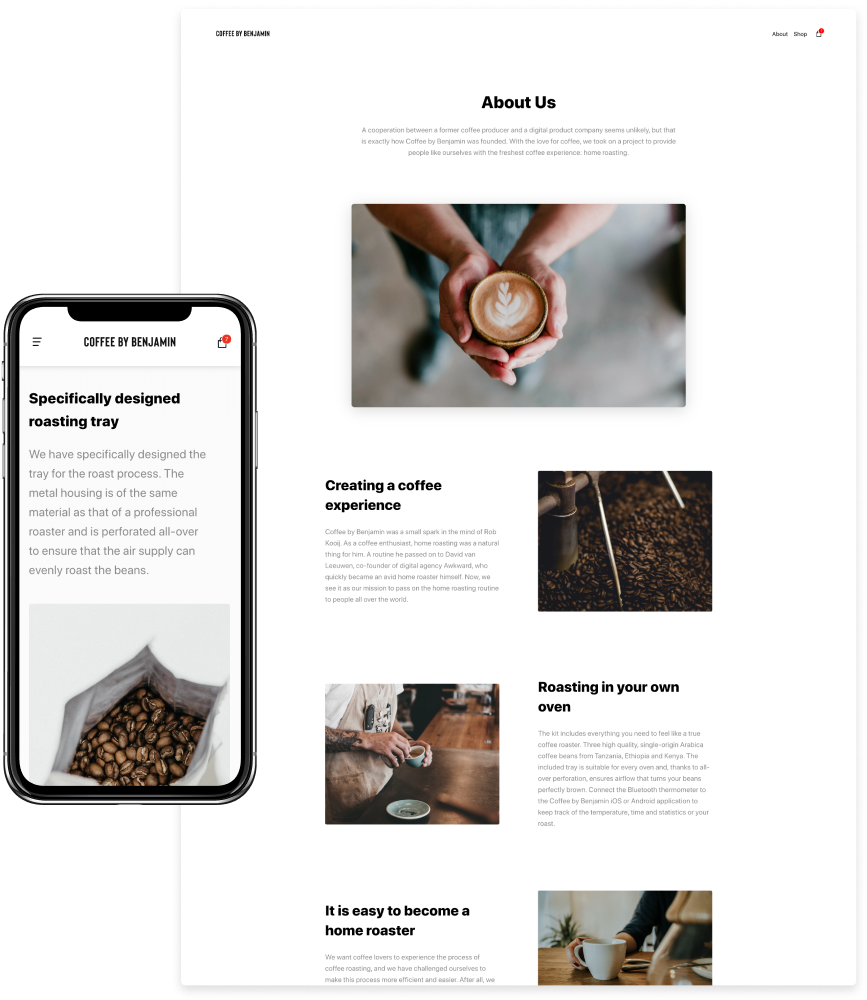 COFFEE BY BENJAMIN
About Shop
About Us
A cooperation between a former coffee producer and a digital product company seems unlikely, but that
is exactly how Coffee by Benjamin was founded. With the love for coffee, we took on a project to provide
people like ourselves with the freshest coffee experience: home roasting.
Creating a coffee
experience
Coffee by Benjamin was a small spark in the mind of Rob
Kooij. As a coffee enthusiast, home roasting was a natural
thing for him. A routine he passed on to David van
Leeuwen, co-founder of digital agency Awkward, who
quickly became an avid home roaster himself. Now, we
see it as our mission to pass on the home roasting routine
to people all over the world.
Roasting in your own
oven
The kit includes everything you need to feel like a true
coffee roaster. Three high quality, single-origin Arabica
coffee beans from Tanzania, Ethiopia and Kenya. The
included tray is suitable for every oven and, thanks to all-
over perforation, ensures airflow that turns your beans
perfectly brown. Connect the Bluetooth thermometer to
the Coffee by Benjamin iOS or Android application to
keep track of the temperature, time and statistics or your
roast.
It is easy to become a
home roaster
We want coffee lovers to experience the process of
coffee roasting, and we have challenged ourselves to
make this process more efficient and easier. After all, we
COFFEE BY BENJAMIN
7
Specifically designed
roasting tray
We have specifically designed the
tray for the roast process. The
metal housing is of the same
material as that of a professional
roaster and is perforated all-over
to ensure that the air supply can
evenly roast the beans.